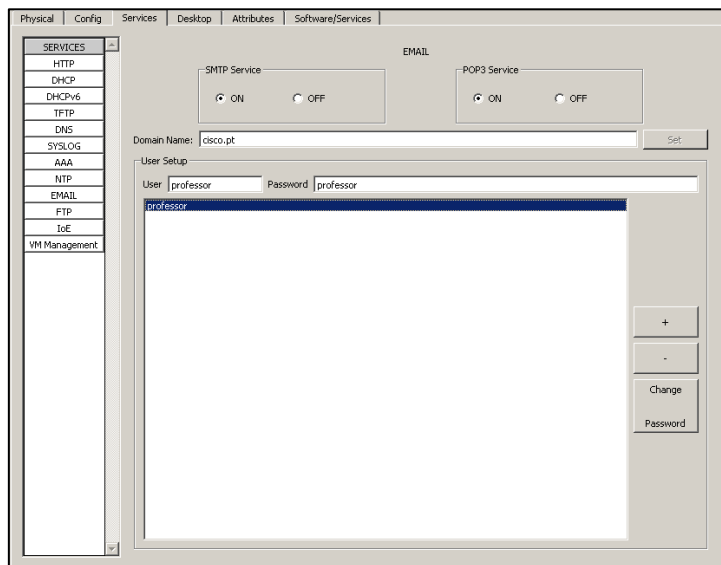 Physical Config Services Desktop Attributes Software/Services
SERVICES
HTTP
DHCP
DHCPv6
TFTP
DNS
SYSLOG
AAA
NTP
EMAIL
FTP
IoE
VM Management
EMAIL
SMTP Service
ON OFF
POP3 Service
ON OFF
Domain Name: cisco.pt Set
User Setup
User professor Password professor
professor
+
-
Change
Password